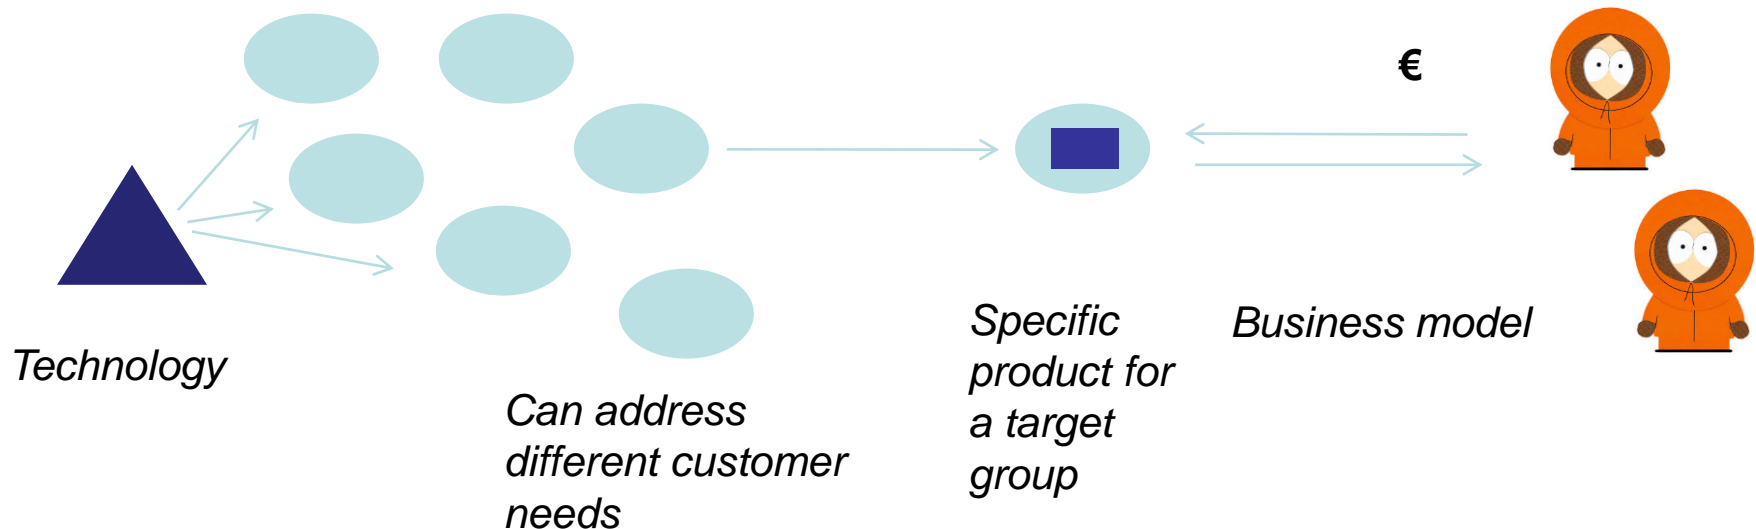 €
Technology
Can address
different customer
needs
Specific
product for
a target
group
Business model